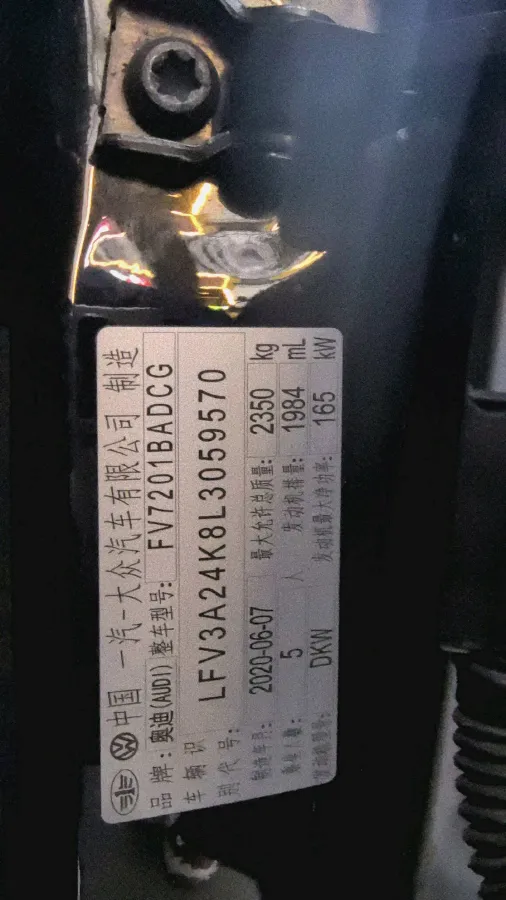 中国 一汽-大众汽车有限公司 制造
品牌: 奥迪(AUDI) 整车型号: FV7201BADCG
车辆识别代号: LFV3A24K8L3059570
制造年月: 2020-06-07 最大允许总质量: 2350 kg
乘坐人数: 5 人 发动机排量: 1984 mL
发动机型号: DKW 发动机最大净功率: 165 kW